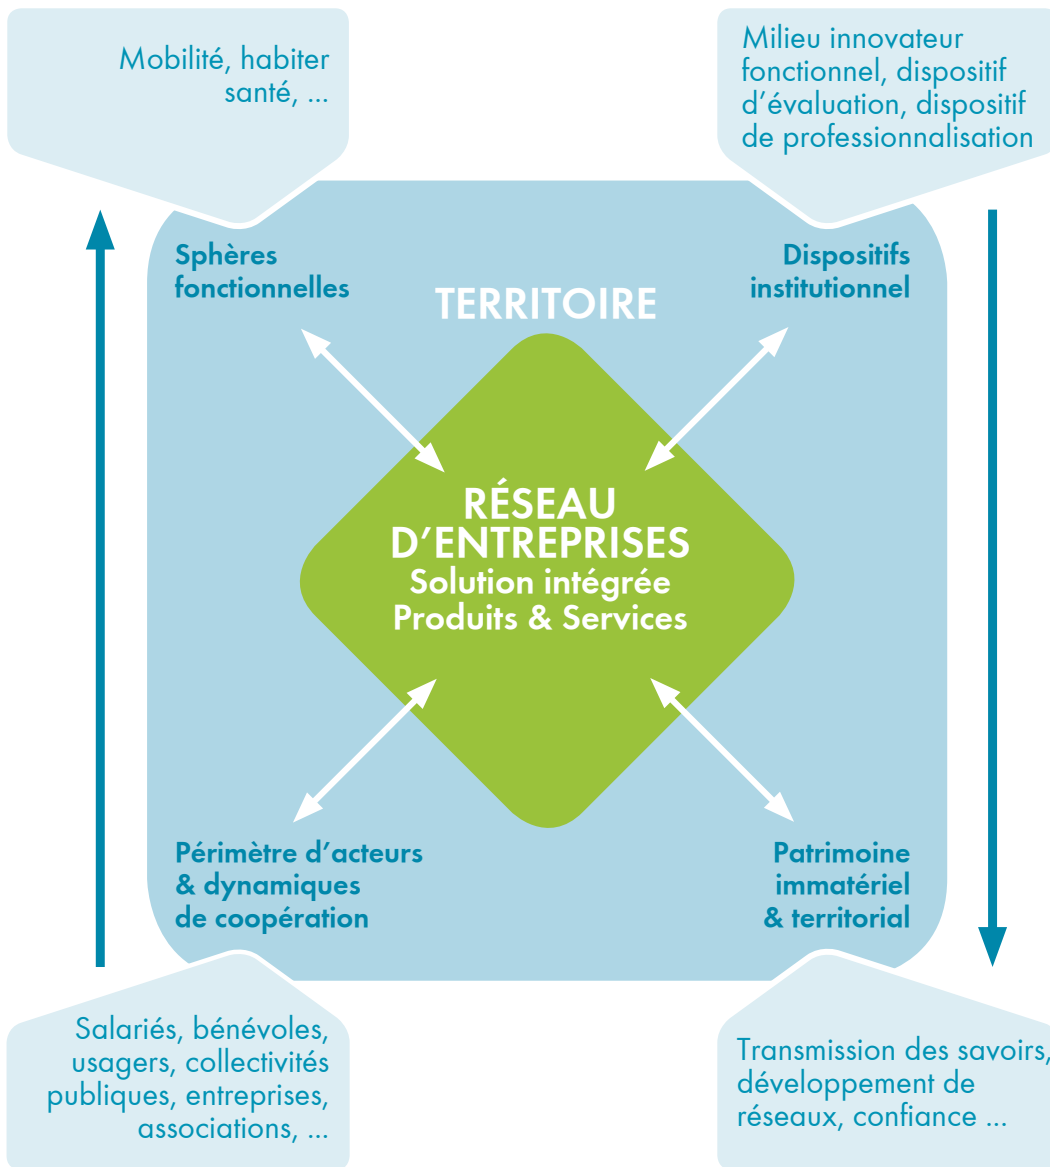 Mobilité, habiter
santé, ...
Milieu innovateur
fonctionnel, dispositif
d'évaluation, dispositif
de professionnalisation
Sphères
fonctionnelles
Dispositifs
institutionnel
TERRITOIRE
RÉSEAU
D'ENTREPRISES
Solution intégrée
Produits & Services
Périmètre d'acteurs
& dynamiques
de coopération
Patrimoine
immatériel
& territorial
Salariés, bénévoles,
usagers, collectivités
publiques, entreprises,
associations, ...
Transmission des savoirs,
développement de
réseaux, confiance ...